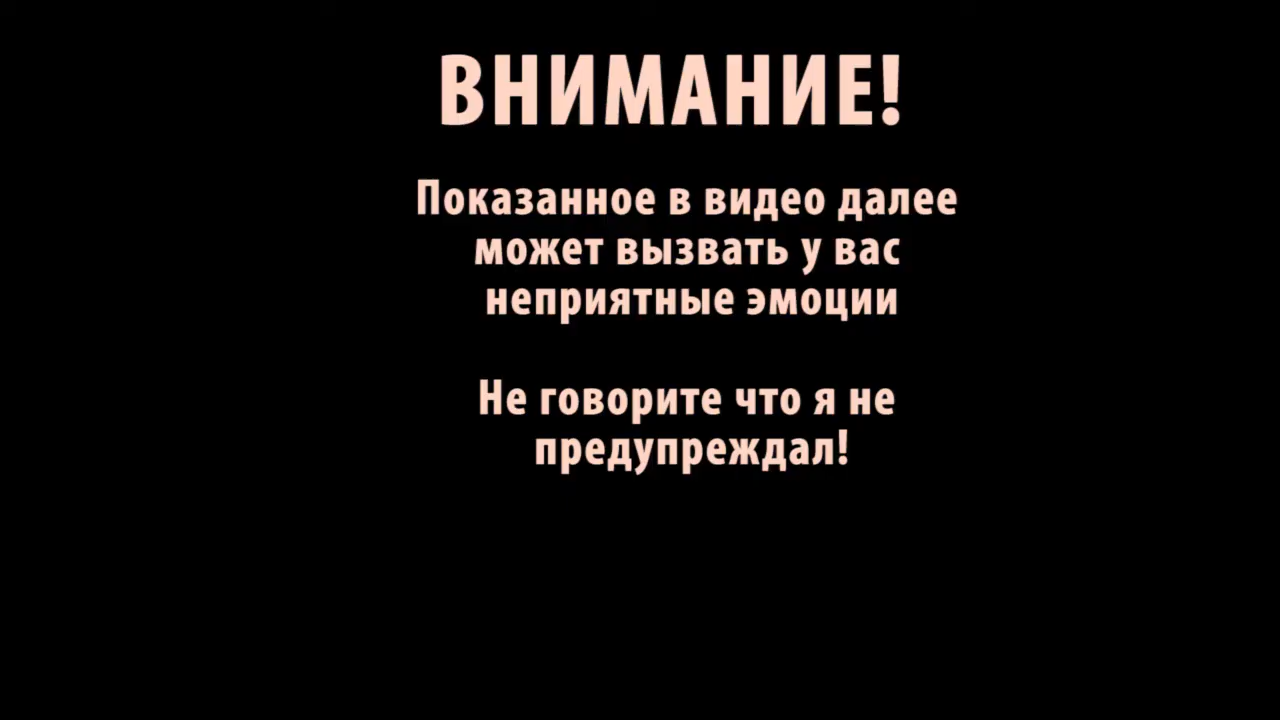 ВНИМАНИЕ!
Показанное в видео далее
может вызвать у вас
неприятные эмоции
Не говорите что я не
предупреждал!